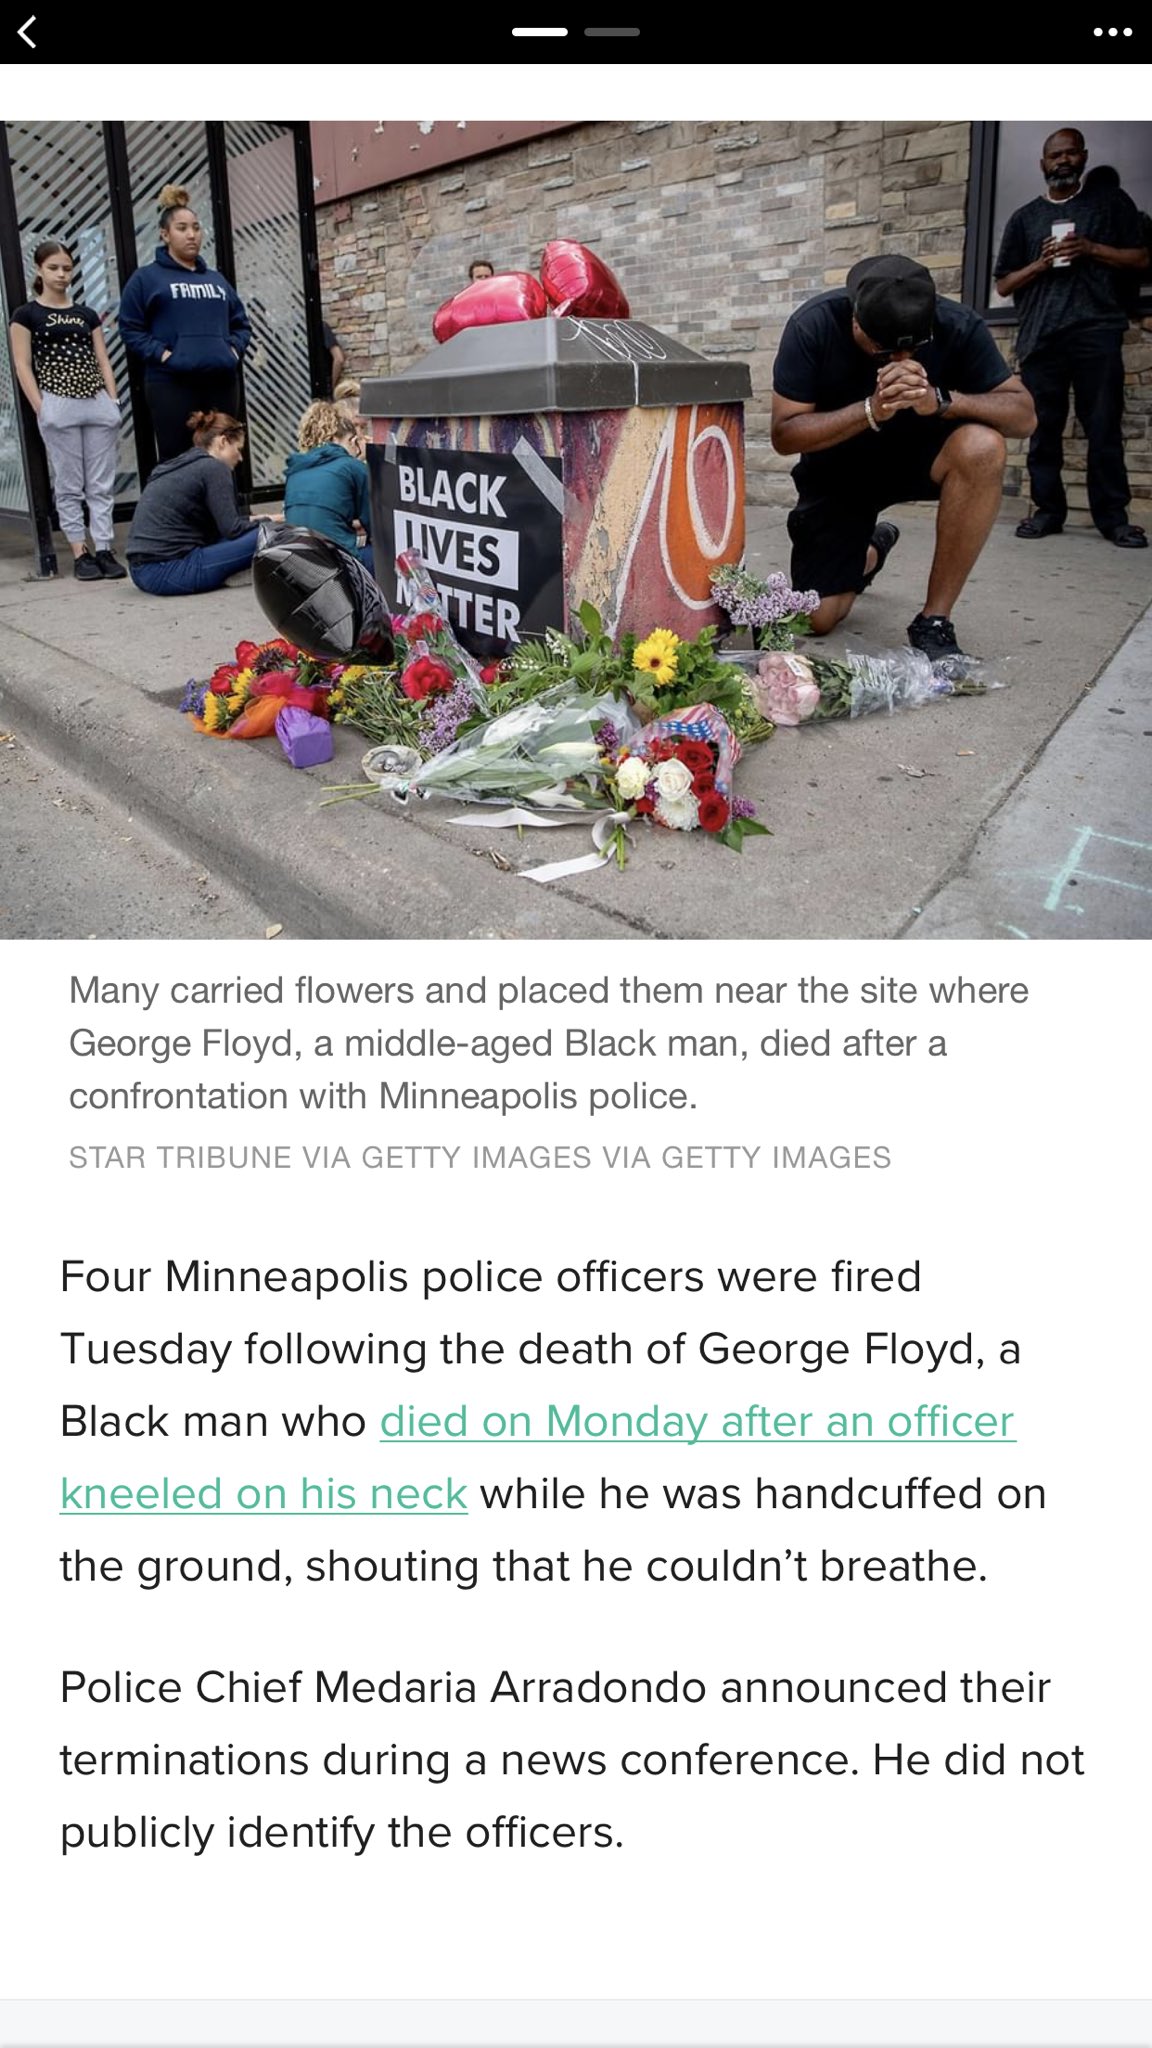 Shine
FAMILY
BLACK
LIVES
MATTER
Many carried flowers and placed them near the site where
George Floyd, a middle-aged Black man, died after a
confrontation with Minneapolis police.
STAR TRIBUNE VIA GETTY IMAGES VIA GETTY IMAGES
Four Minneapolis police officers were fired
Tuesday following the death of George Floyd, a
Black man who died on Monday after an officer
kneeled on his neck while he was handcuffed on
the ground, shouting that he couldn’t breathe.
Police Chief Medaria Arradondo announced their
terminations during a news conference. He did not
publicly identify the officers.